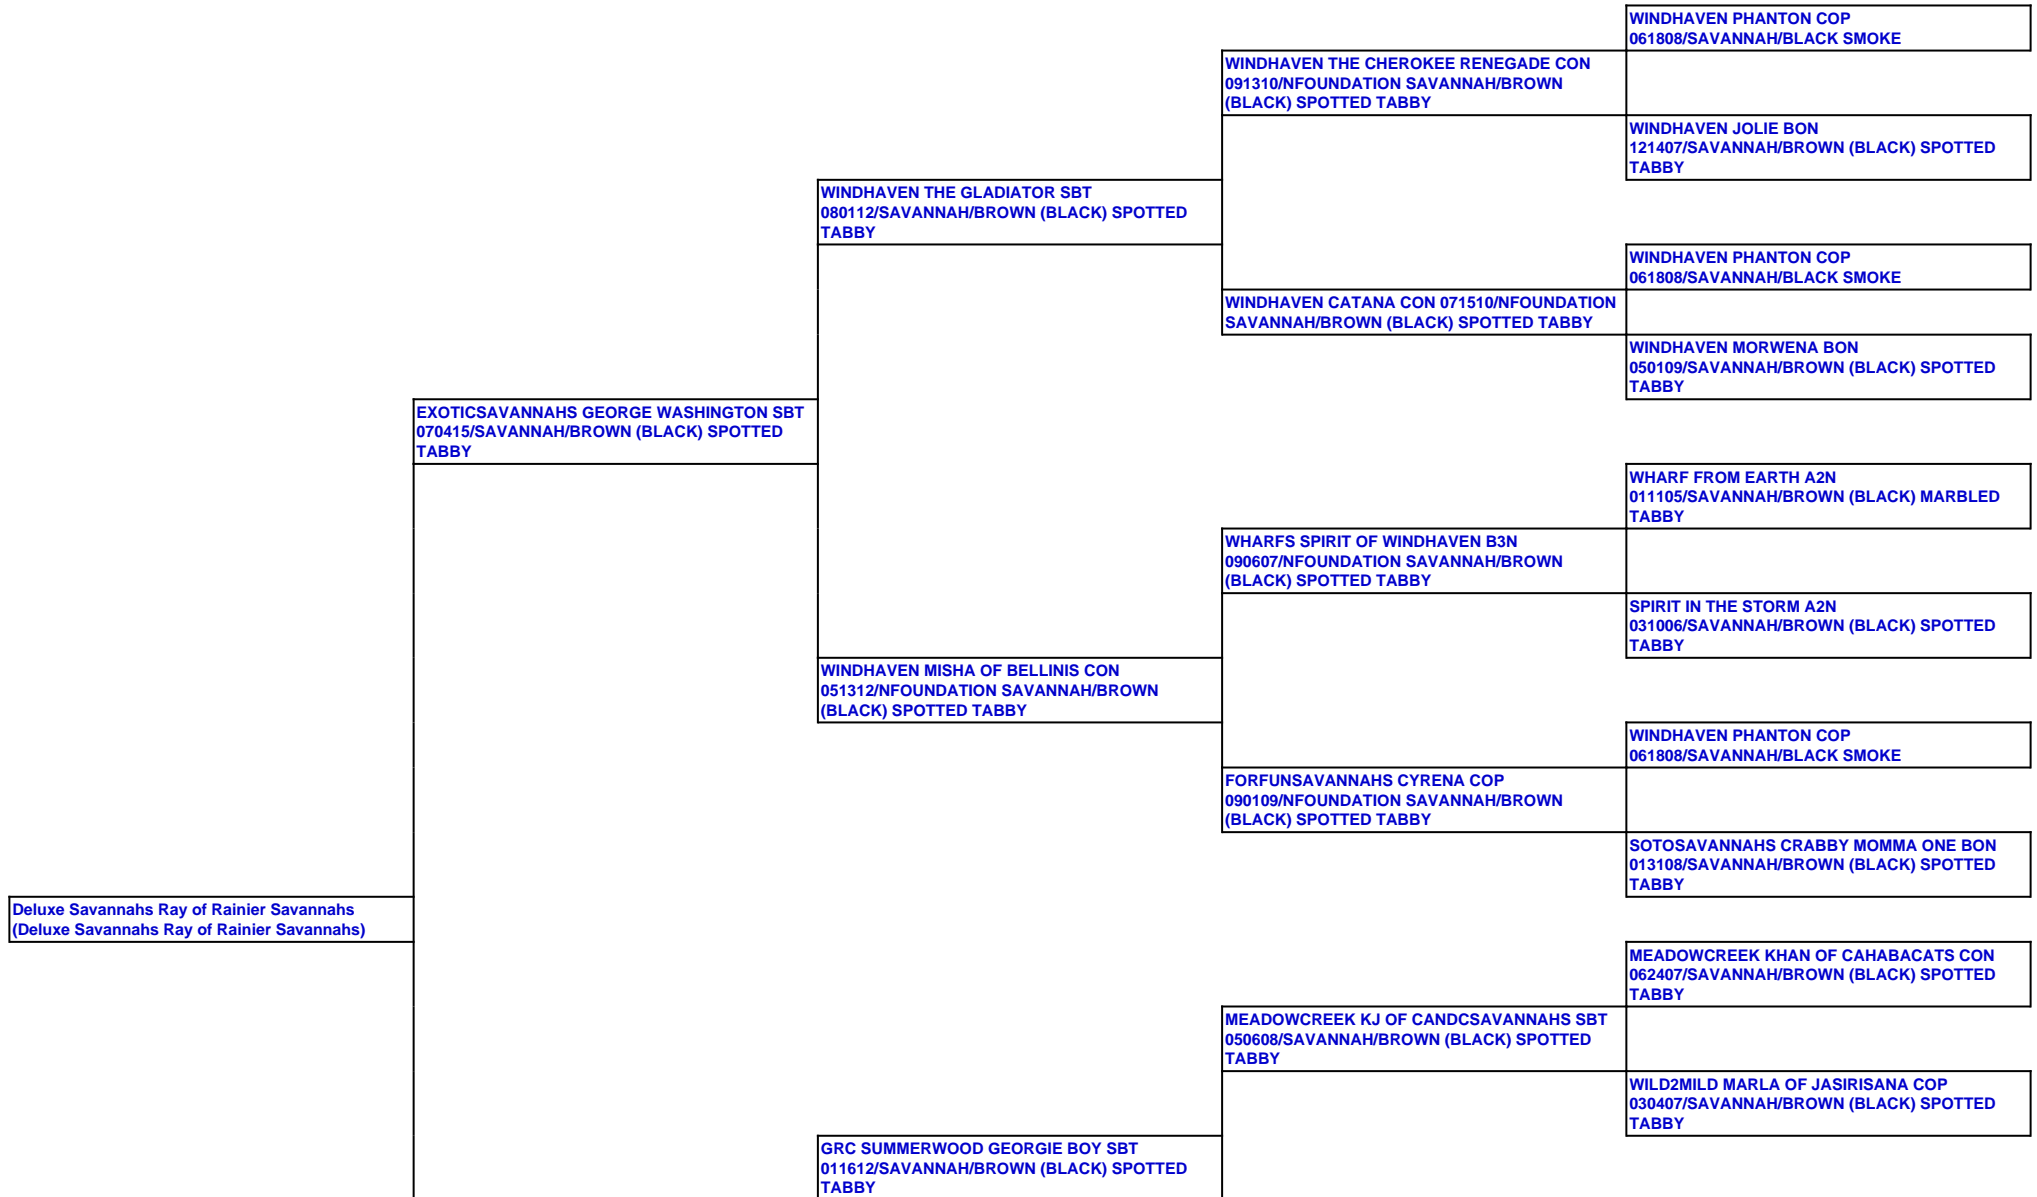 WINDHAVEN PHANTON COP
061808/SAVANNAH/BLACK SMOKE
WINDHAVEN THE CHEROKEE RENEGADE CON
091310/NFOUNDATION SAVANNAH/BROWN
(BLACK) SPOTTED TABBY
WINDHAVEN JOLIE BON
121407/SAVANNAH/BROWN (BLACK) SPOTTED
TABBY
WINDHAVEN THE GLADIATOR SBT
080112/SAVANNAH/BROWN (BLACK) SPOTTED
TABBY
WINDHAVEN PHANTON COP
061808/SAVANNAH/BLACK SMOKE
WINDHAVEN CATANA CON 071510/NFOUNDATION
SAVANNAH/BROWN (BLACK) SPOTTED TABBY
WINDHAVEN MORWENA BON
050109/SAVANNAH/BROWN (BLACK) SPOTTED
TABBY
EXOTICSAVANNAHS GEORGE WASHINGTON SBT
070415/SAVANNAH/BROWN (BLACK) SPOTTED
TABBY
WHARF FROM EARTH A2N
011105/SAVANNAH/BROWN (BLACK) MARBLED
TABBY
WHARFS SPIRIT OF WINDHAVEN B3N
090607/NFOUNDATION SAVANNAH/BROWN
(BLACK) SPOTTED TABBY
SPIRIT IN THE STORM A2N
031006/SAVANNAH/BROWN (BLACK) SPOTTED
TABBY
WINDHAVEN MISHA OF BELLINIS CON
051312/NFOUNDATION SAVANNAH/BROWN
(BLACK) SPOTTED TABBY
WINDHAVEN PHANTON COP
061808/SAVANNAH/BLACK SMOKE
FORFUNSAVANNAHS CYRENA COP
090109/NFOUNDATION SAVANNAH/BROWN
(BLACK) SPOTTED TABBY
SOTOSAVANNAHS CRABBY MOMMA ONE BON
013108/SAVANNAH/BROWN (BLACK) SPOTTED
TABBY
Deluxe Savannahs Ray of Rainier Savannahs
(Deluxe Savannahs Ray of Rainier Savannahs)
MEADOWCREEK KHAN OF CAHABACATS CON
062407/SAVANNAH/BROWN (BLACK) SPOTTED
TABBY
MEADOWCREEK KJ OF CANDCSAVANNAHS SBT
050608/SAVANNAH/BROWN (BLACK) SPOTTED
TABBY
WILD2MILD MARLA OF JASIRISANA COP
030407/SAVANNAH/BROWN (BLACK) SPOTTED
TABBY
GRC SUMMERWOOD GEORGIE BOY SBT
011612/SAVANNAH/BROWN (BLACK) SPOTTED
TABBY